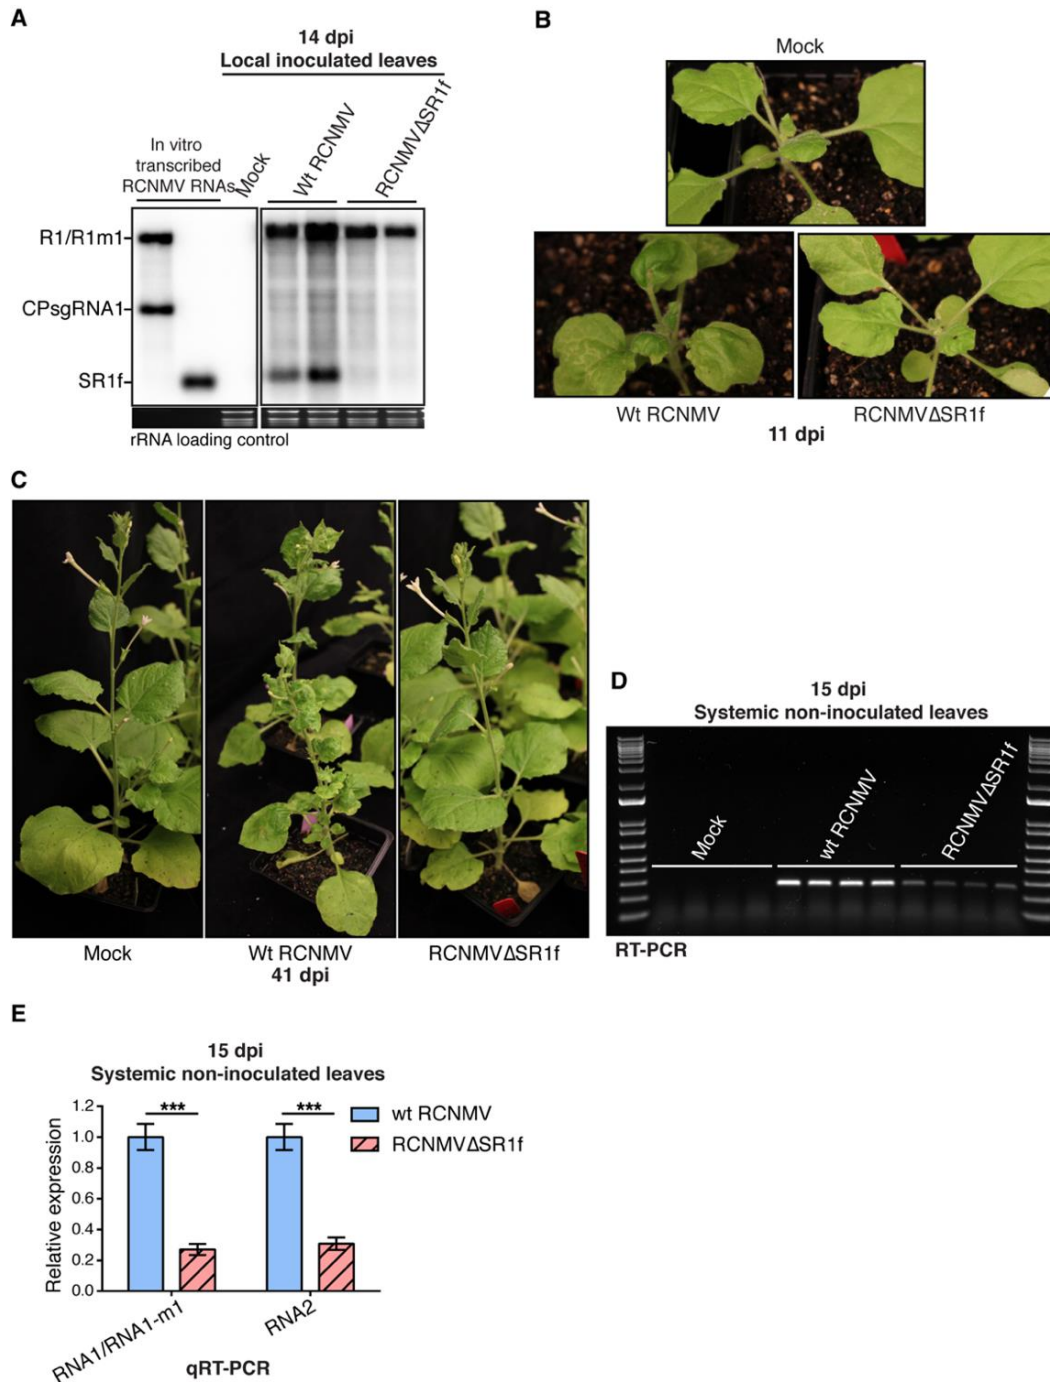 A
14 dpi
Local inoculated leaves
In vitro
transcribed
RCNMV RNAs
Mock
Wt RCNMV
RCNMVΔSR1f
R1/R1m1
CPsgRNA1
SR1f
rRNA loading control
B
Mock
Wt RCNMV
RCNMVΔSR1f
11 dpi
C
Mock
Wt RCNMV
RCNMVΔSR1f
41 dpi
D
15 dpi
Systemic non-inoculated leaves
Mock
wt RCNMV
RCNMVΔSR1f
RT-PCR
E
15 dpi
Systemic non-inoculated leaves
***
***
wt RCNMV
RCNMVΔSR1f
Relative expression
1.2
1.0
0.8
0.6
0.4
0.2
0.0
RNA1/RNA1-m1
RNA2
qRT-PCR